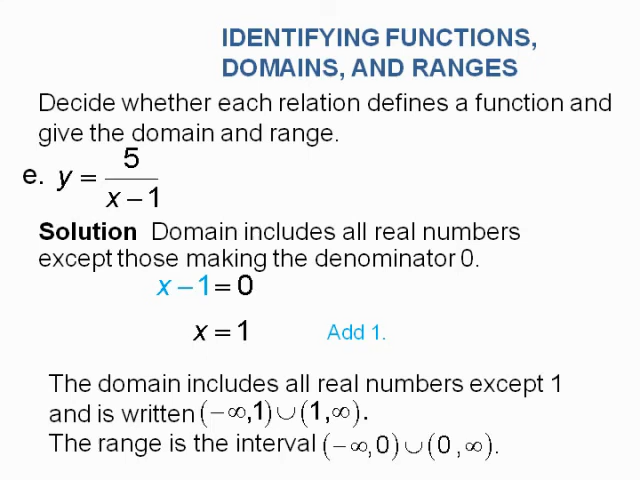 IDENTIFYING FUNCTIONS,
DOMAINS, AND RANGES
Decide whether each relation defines a function and
give the domain and range.
e. y = 5/(x – 1)
Solution Domain includes all real numbers
except those making the denominator 0.
x – 1 = 0
x = 1 Add 1.
The domain includes all real numbers except 1
and is written (–∞,1)∪(1,∞).
The range is the interval (–∞,0)∪(0,∞).